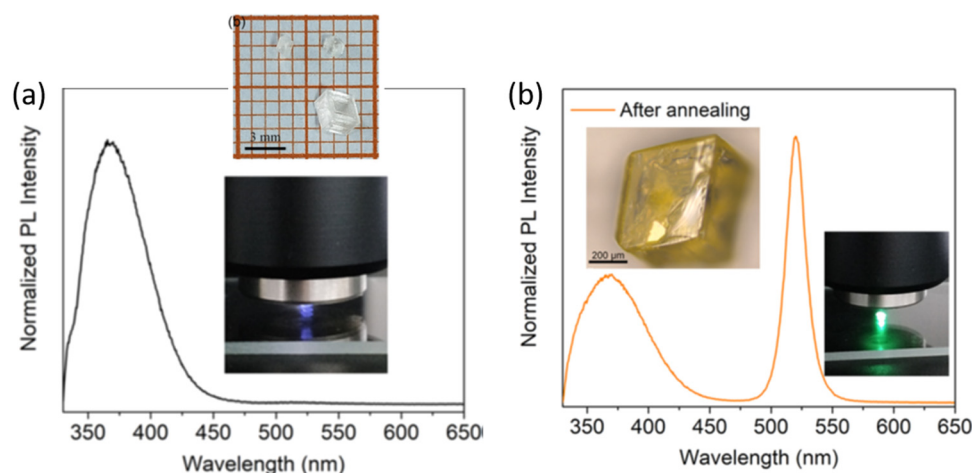 (a)
(b)
3 mm
Normalized PL Intensity
350 400 450 500 550 600 650
Wavelength (nm)
(b)
After annealing
200 µm
Normalized PL Intensity
350 400 450 500 550 600 650
Wavelength (nm)